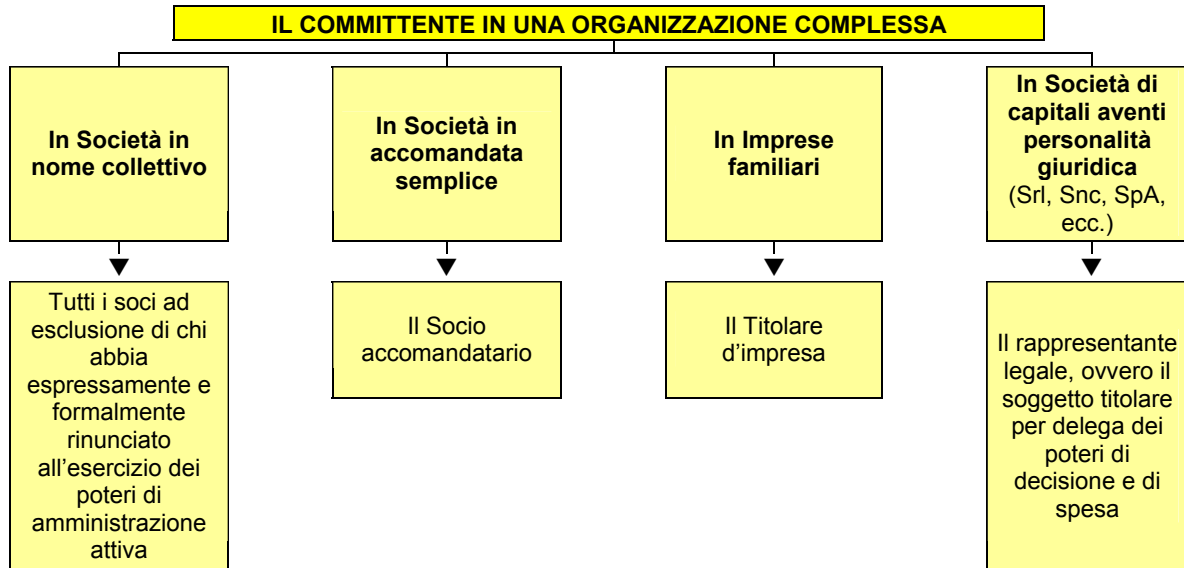 IL COMMITTENTE IN UNA ORGANIZZAZIONE COMPLESSA
In Società in
nome collettivo
In Società in
accomandata
semplice
In Imprese
familiari
In Società di
capitali aventi
personalità
giuridica
(Srl, Snc, SpA,
ecc.)
Tutti i soci ad
esclusione di chi
abbia
espressamente e
formalmente
rinunciato
all’esercizio dei
poteri di
amministrazione
attiva
Il Socio
accomandatario
Il Titolare
d’impresa
Il rappresentante
legale, ovvero il
soggetto titolare
per delega dei
poteri di
decisione e di
spesa